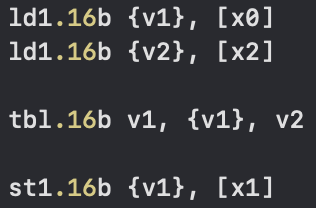 ld1.16b {v1}, [x0]
ld1.16b {v2}, [x2]
tbl.16b v1, {v1}, v2
st1.16b {v1}, [x1]